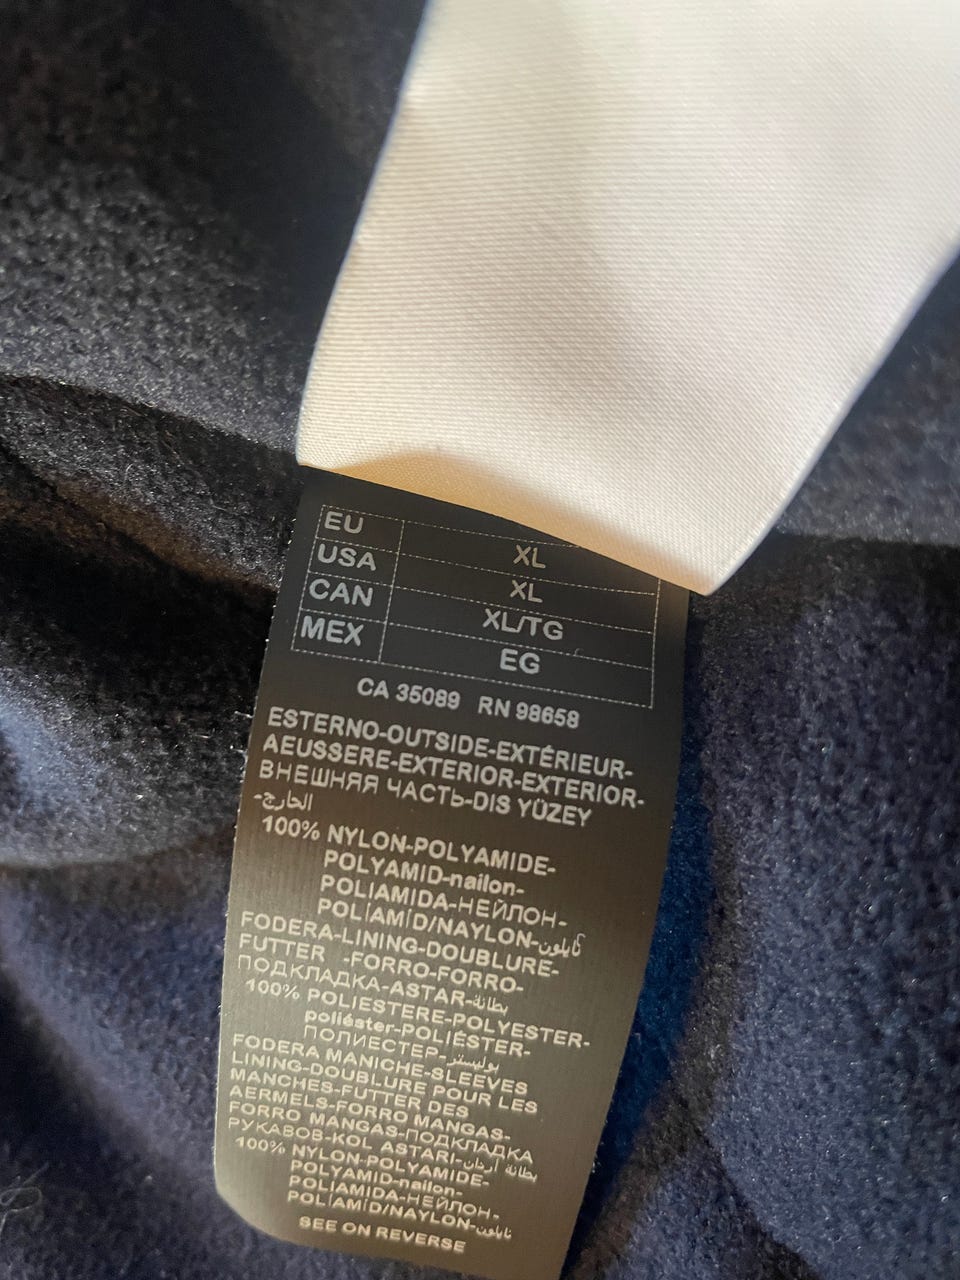 EU XL
USA XL
CAN XL/TG
MEX EG
CA 35089 RN 98658
ESTERNO-OUTSIDE-EXTÉRIEUR-
AEUSSERE-EXTERIOR-EXTERIOR-
ВНЕШНЯЯ ЧАСТЬ-DIS YÜZEY
-الخارج
100% NYLON-POLYAMIDE-
POLYAMID-nailon-
POLIAMIDA-НЕЙЛОН-
POLİAMİD/NAYLON-نايلون
FODERA-LINING-DOUBLURE-
FUTTER -FORRO-FORRO-
ПОДКЛАДКА-ASTAR-بطانة
100% POLIESTERE-POLYESTER-
poliéster-POLIÉSTER-
ПОЛИЕСТЕР-بوليستر
FODERA MANICHE-SLEEVES
LINING-DOUBLURE POUR LES
MANCHES-FUTTER DES
AERMELS-FORRO MANGAS-
FORRO MANGAS-ПОДКЛАДКА
РУКАВОВ-KOL ASTARI-بطانة أردان
100% NYLON-POLYAMIDE-
POLYAMID-nailon-
POLIAMIDA-НЕЙЛОН-
POLİAMİD/NAYLON-نايلون
SEE ON REVERSE